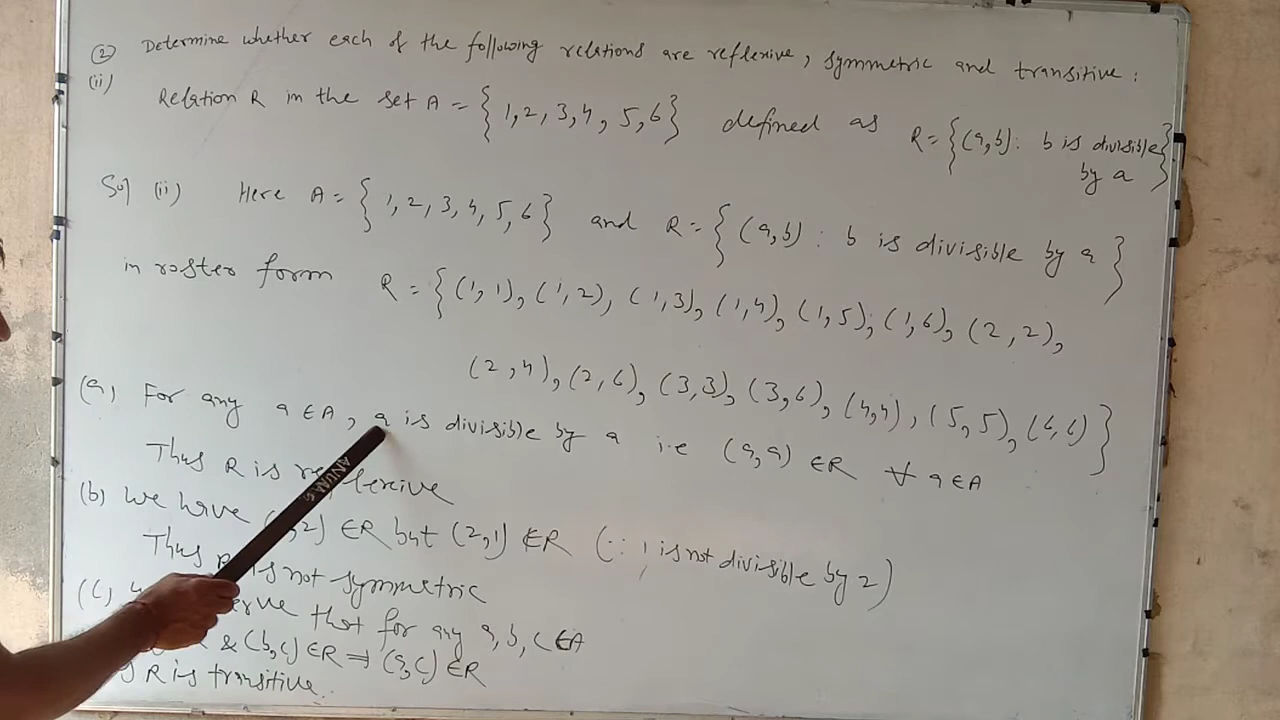 ② Determine whether each of the following relations are reflexive, symmetric and transitive:
(ii) Relation R in the set A = {1,2,3,4,5,6} defined as R = {(a,b): b is divisible
by a}
Sol (ii) Here A = {1,2,3,4,5,6} and R = {(a,b): b is divisible by a}
in roster form R = {(1,1), (1,2), (1,3), (1,4), (1,5), (1,6), (2,2),
(2,4), (2,6), (3,3), (3,6), (4,4), (5,5), (6,6)}
(a) For any a ∈ A, a is divisible by a i.e (a,a) ∈ R ∀ a ∈ A
Thus R is reflexive
(b) We have ,2) ∈ R but (2,1) ∉ R (∵ 1 is not divisible by 2)
Thus is not symmetric
(c) that for any a, b, c ∈ A
& (b,c) ∈ R ⇒ (a,c) ∈ R
R is transitive.
ANURAG